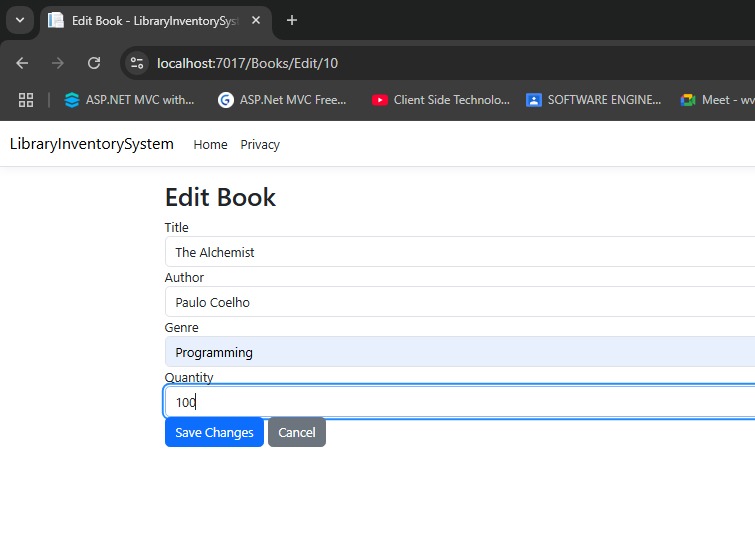 Edit Book - LibraryInventorySys
localhost:7017/Books/Edit/10
ASP.NET MVC with... ASP.Net MVC Free... Client Side Technolo... SOFTWARE ENGINE... Meet - wv
LibraryInventorySystem Home Privacy
Edit Book
Title
The Alchemist
Author
Paulo Coelho
Genre
Programming
Quantity
100
Save Changes Cancel